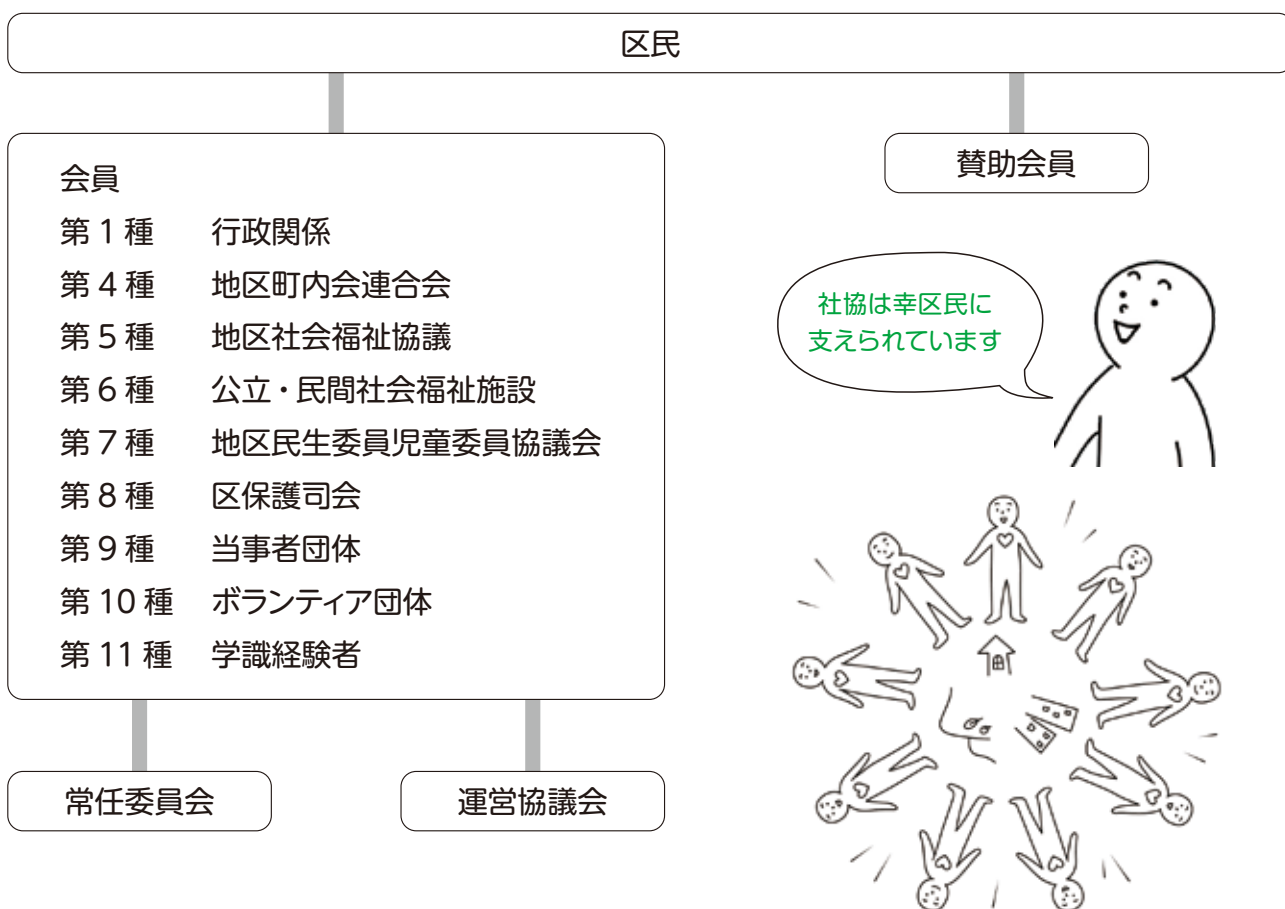 区民
会員
第1種 行政関係
第4種 地区町内会連合会
第5種 地区社会福祉協議
第6種 公立・民間社会福祉施設
第7種 地区民生委員児童委員協議会
第8種 区保護司会
第9種 当事者団体
第10種 ボランティア団体
第11種 学識経験者
常任委員会
運営協議会
賛助会員
社協は幸区民に
支えられています